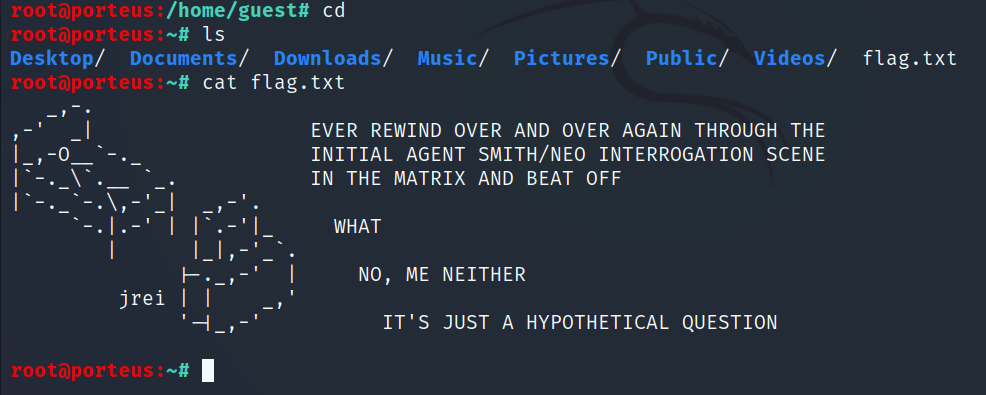 root@porteus:/home/guest# cd
root@porteus:~# ls
Desktop/  Documents/  Downloads/  Music/  Pictures/  Public/  Videos/  flag.txt
root@porteus:~# cat flag.txt
EVER REWIND OVER AND OVER AGAIN THROUGH THE
INITIAL AGENT SMITH/NEO INTERROGATION SCENE
IN THE MATRIX AND BEAT OFF
WHAT
NO, ME NEITHER
jrei
IT'S JUST A HYPOTHETICAL QUESTION
root@porteus:~#